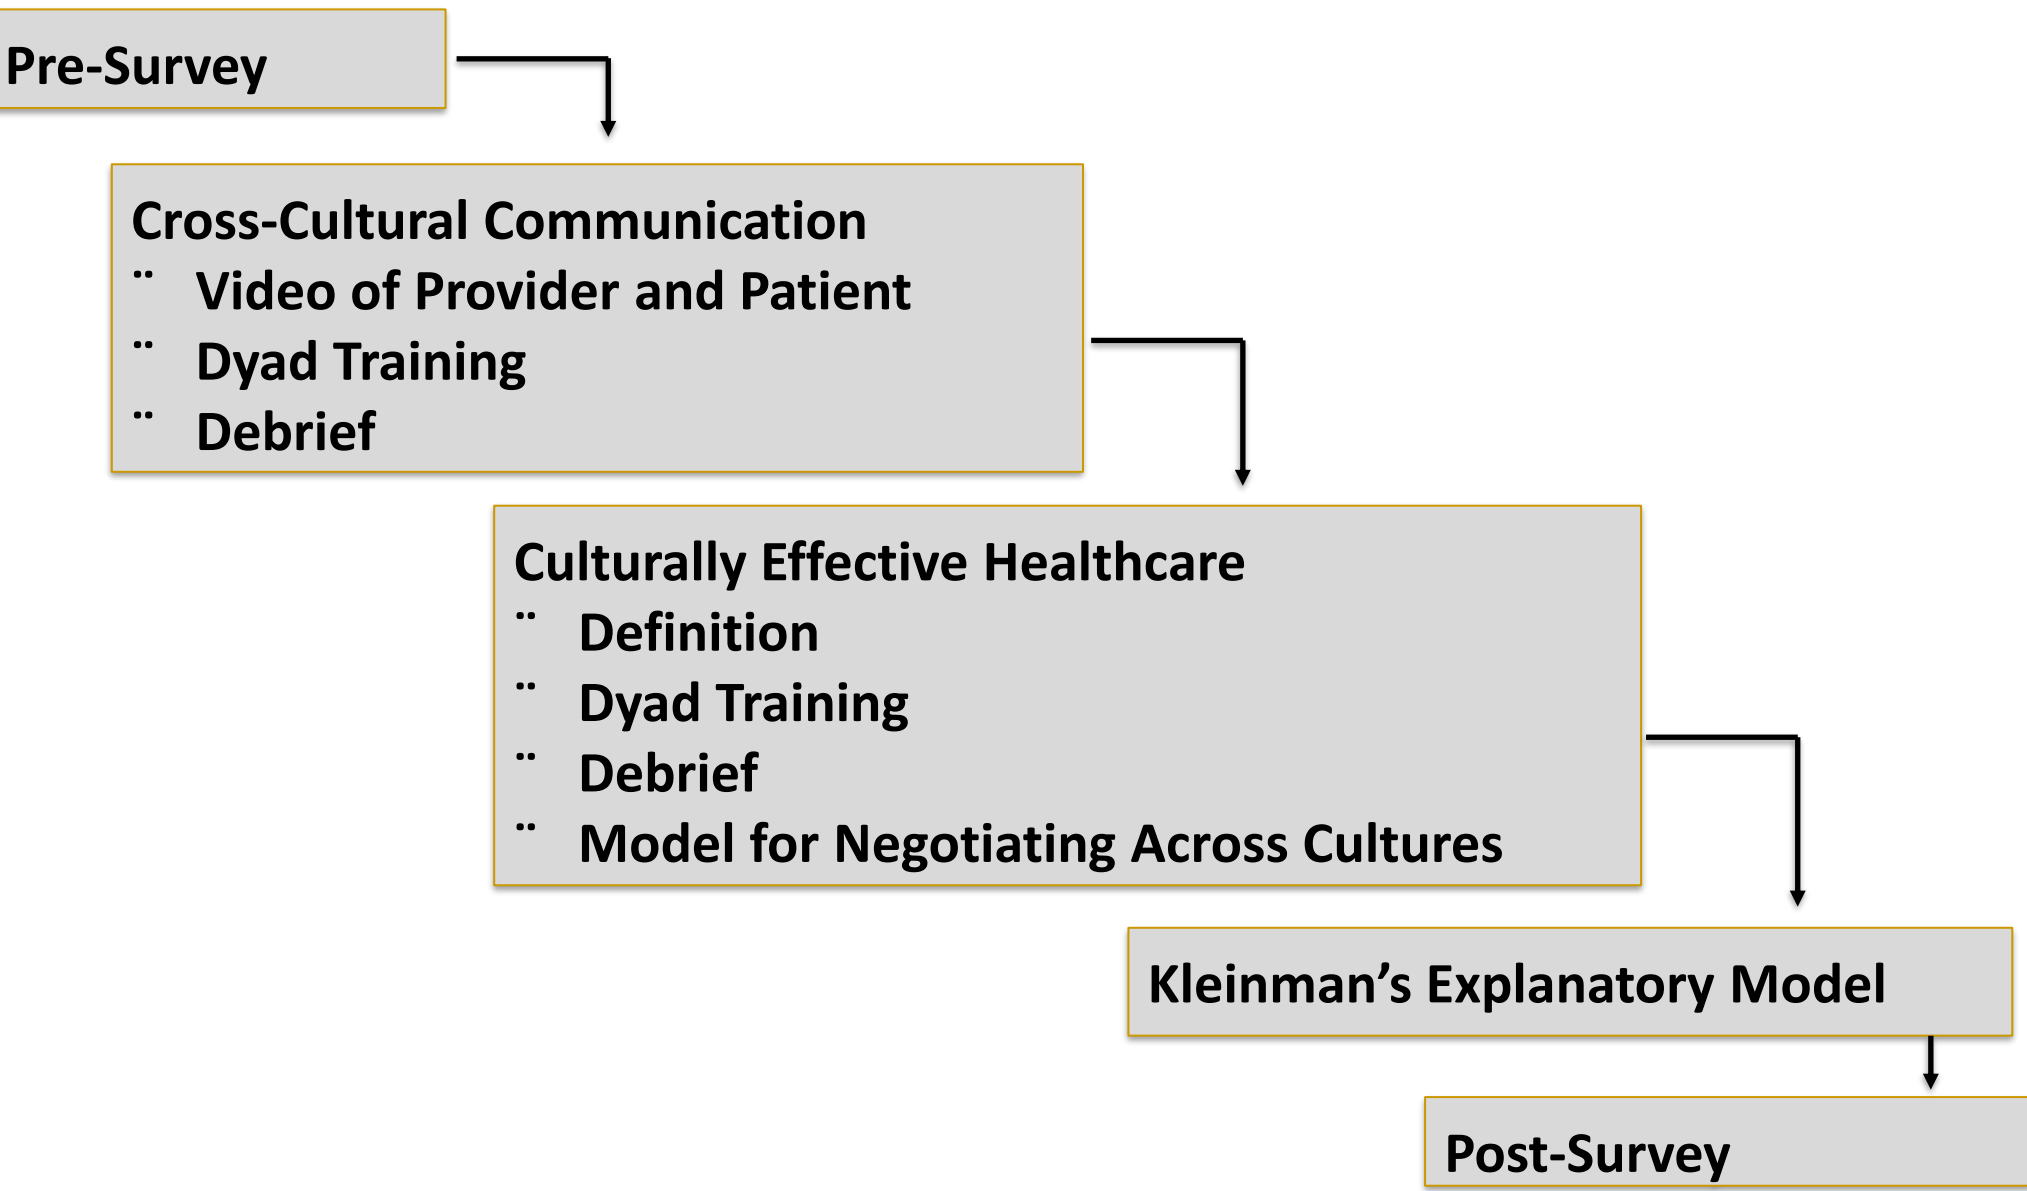 Pre-Survey
Cross-Cultural Communication
¨ Video of Provider and Patient
¨ Dyad Training
¨ Debrief
Culturally Effective Healthcare
¨ Definition
¨ Dyad Training
¨ Debrief
¨ Model for Negotiating Across Cultures
Kleinman’s Explanatory Model
Post-Survey